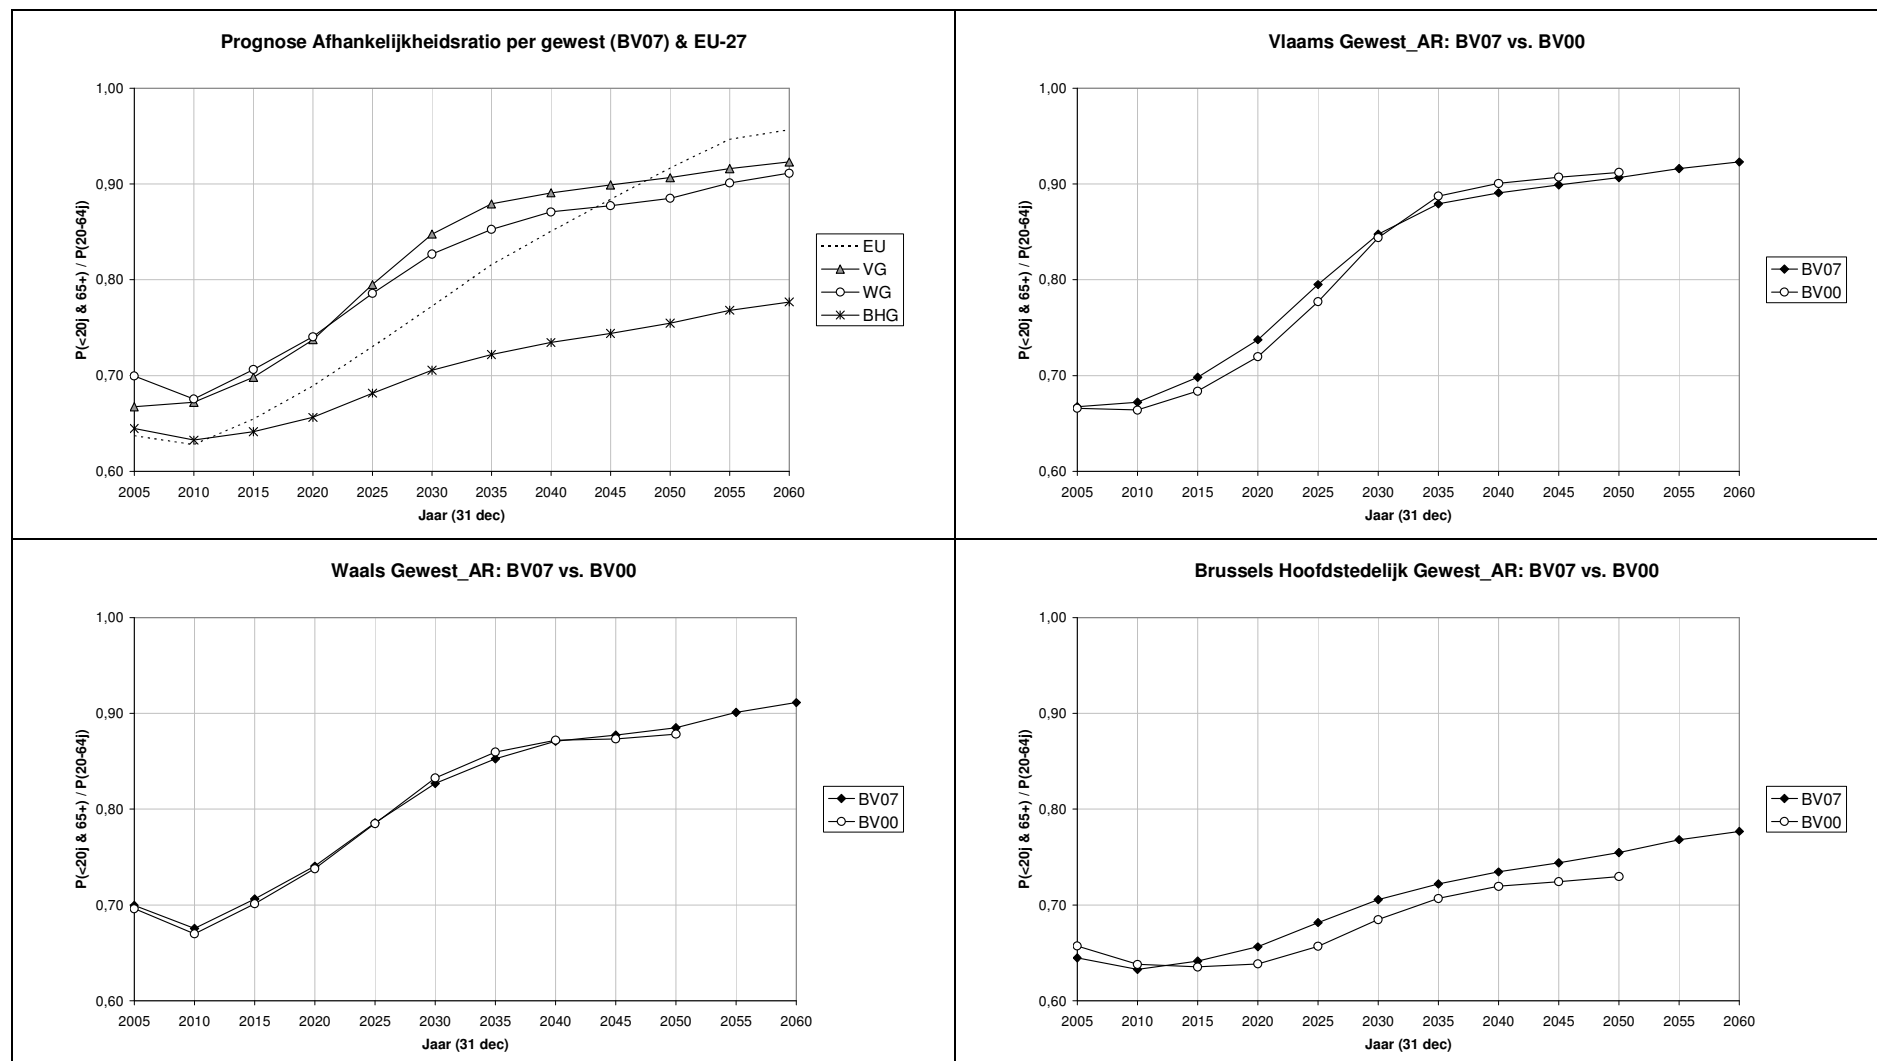 Prognose Afhankelijkheidsratio per gewest (BV07) & EU-27
P(<20j & 65+) / P(20-64j)
1,00
0,90
0,80
0,70
0,60
2005 2010 2015 2020 2025 2030 2035 2040 2045 2050 2055 2060
Jaar (31 dec)
EU
VG
WG
BHG
Vlaams Gewest_AR: BV07 vs. BV00
P(<20j & 65+) / P(20-64j)
1,00
0,90
0,80
0,70
0,60
2005 2010 2015 2020 2025 2030 2035 2040 2045 2050 2055 2060
Jaar (31 dec)
BV07
BV00
Waals Gewest_AR: BV07 vs. BV00
P(<20j & 65+) / P(20-64j)
1,00
0,90
0,80
0,70
0,60
2005 2010 2015 2020 2025 2030 2035 2040 2045 2050 2055 2060
Jaar (31 dec)
BV07
BV00
Brussels Hoofdstedelijk Gewest_AR: BV07 vs. BV00
P(<20j & 65+) / P(20-64j)
1,00
0,90
0,80
0,70
0,60
2005 2010 2015 2020 2025 2030 2035 2040 2045 2050 2055 2060
Jaar (31 dec)
BV07
BV00